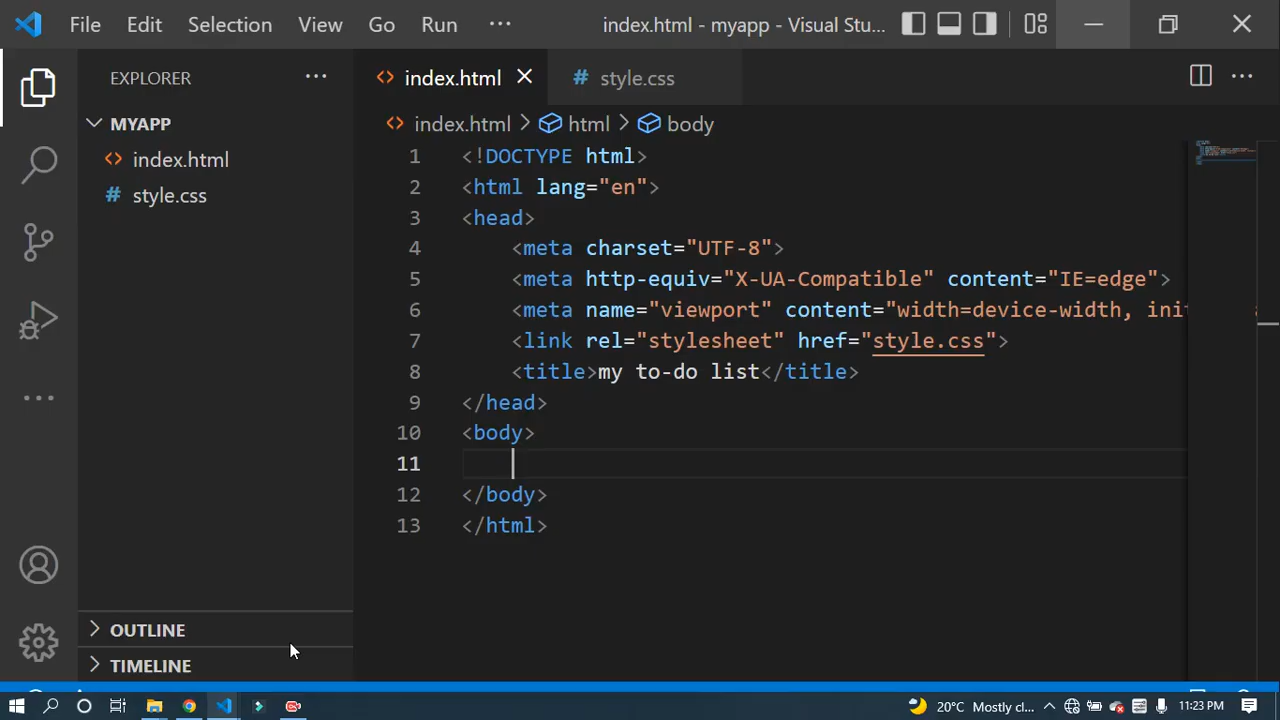 File Edit Selection View Go Run ··· index.html - myapp - Visual Stu...
EXPLORER ···
index.html
# style.css
···
MYAPP
index.html
# style.css
OUTLINE
TIMELINE
index.html > html > body
1 <!DOCTYPE html>
2 <html lang="en">
3 <head>
4 <meta charset="UTF-8">
5 <meta http-equiv="X-UA-Compatible" content="IE=edge">
6 <meta name="viewport" content="width=device-width, init
7 <link rel="stylesheet" href="style.css">
8 <title>my to-do list</title>
9 </head>
10 <body>
11
12 </body>
13 </html>
20°C Mostly cl... 11:23 PM